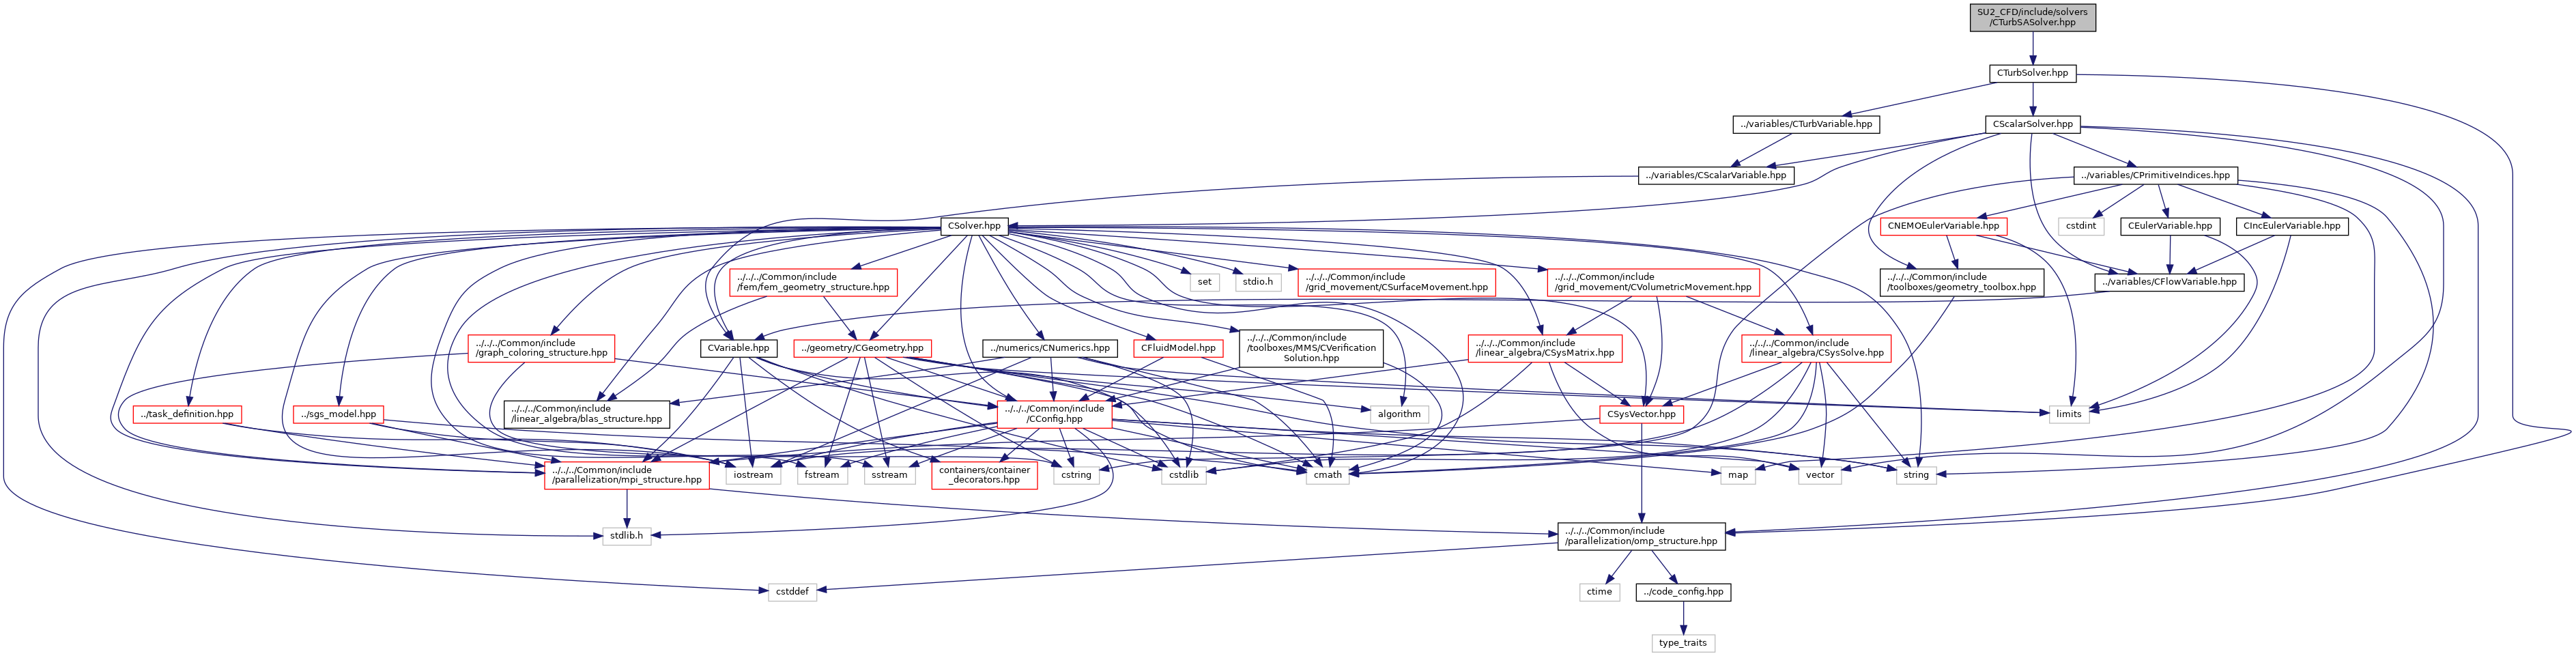 SU2_CFD/include/solvers
/CTurbSASolver.hpp
CTurbSolver.hpp
../variables/CTurbVariable.hpp
CScalarSolver.hpp
../variables/CScalarVariable.hpp
../variables/CPrimitiveIndices.hpp
CSolver.hpp
CNEMOEulerVariable.hpp
cstdint
CEulerVariable.hpp
CIncEulerVariable.hpp
../../../Common/include
/fem/fem_geometry_structure.hpp
set
stdio.h
../../../Common/include
/grid_movement/CSurfaceMovement.hpp
../../../Common/include
/grid_movement/CVolumetricMovement.hpp
../../../Common/include
/toolboxes/geometry_toolbox.hpp
../variables/CFlowVariable.hpp
../../../Common/include
/graph_coloring_structure.hpp
CVariable.hpp
../geometry/CGeometry.hpp
../numerics/CNumerics.hpp
CFluidModel.hpp
../../../Common/include
/toolboxes/MMS/CVerification
Solution.hpp
../../../Common/include
/linear_algebra/CSysMatrix.hpp
../../../Common/include
/linear_algebra/CSysSolve.hpp
../task_definition.hpp
../sgs_model.hpp
../../../Common/include
/linear_algebra/blas_structure.hpp
../../../Common/include
/CConfig.hpp
algorithm
CSysVector.hpp
limits
../../../Common/include
/parallelization/mpi_structure.hpp
iostream
fstream
sstream
containers/container
_decorators.hpp
cstring
cstdlib
cmath
map
vector
string
stdlib.h
../../../Common/include
/parallelization/omp_structure.hpp
cstddef
ctime
../code_config.hpp
type_traits